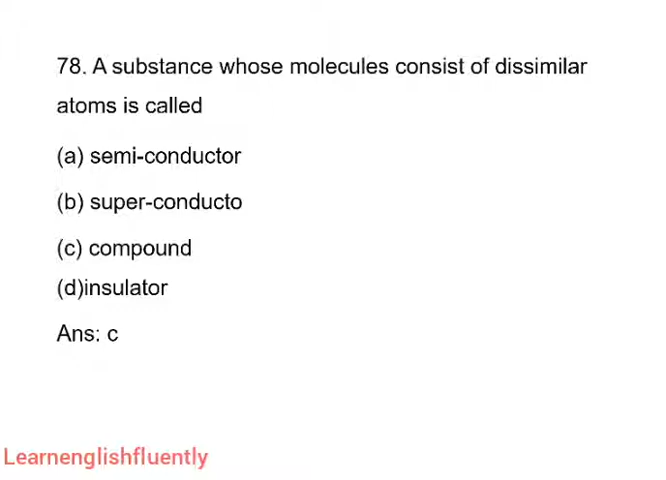 78. A substance whose molecules consist of dissimilar
atoms is called
(a) semi-conductor
(b) super-conducto
(c) compound
(d)insulator
Ans: c
Learnenglishfluently